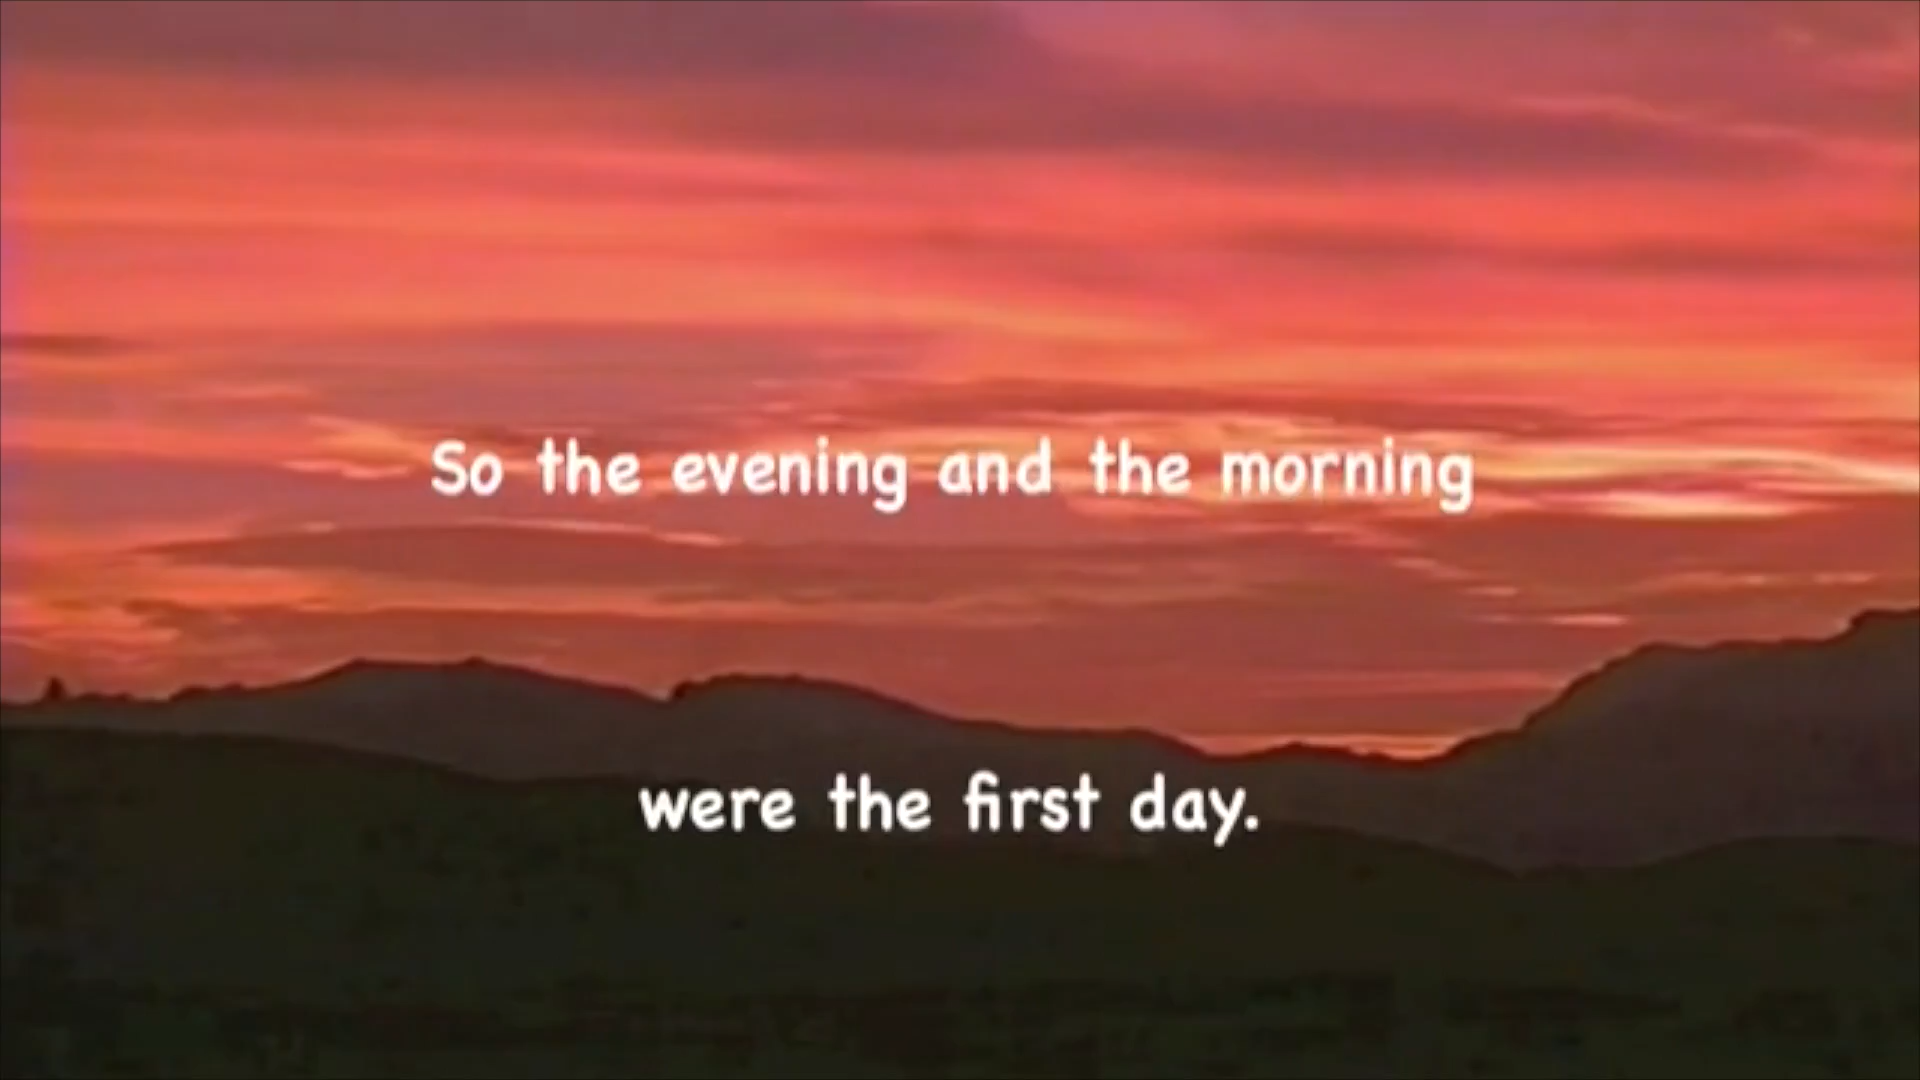 So the evening and the morning
were the first day.